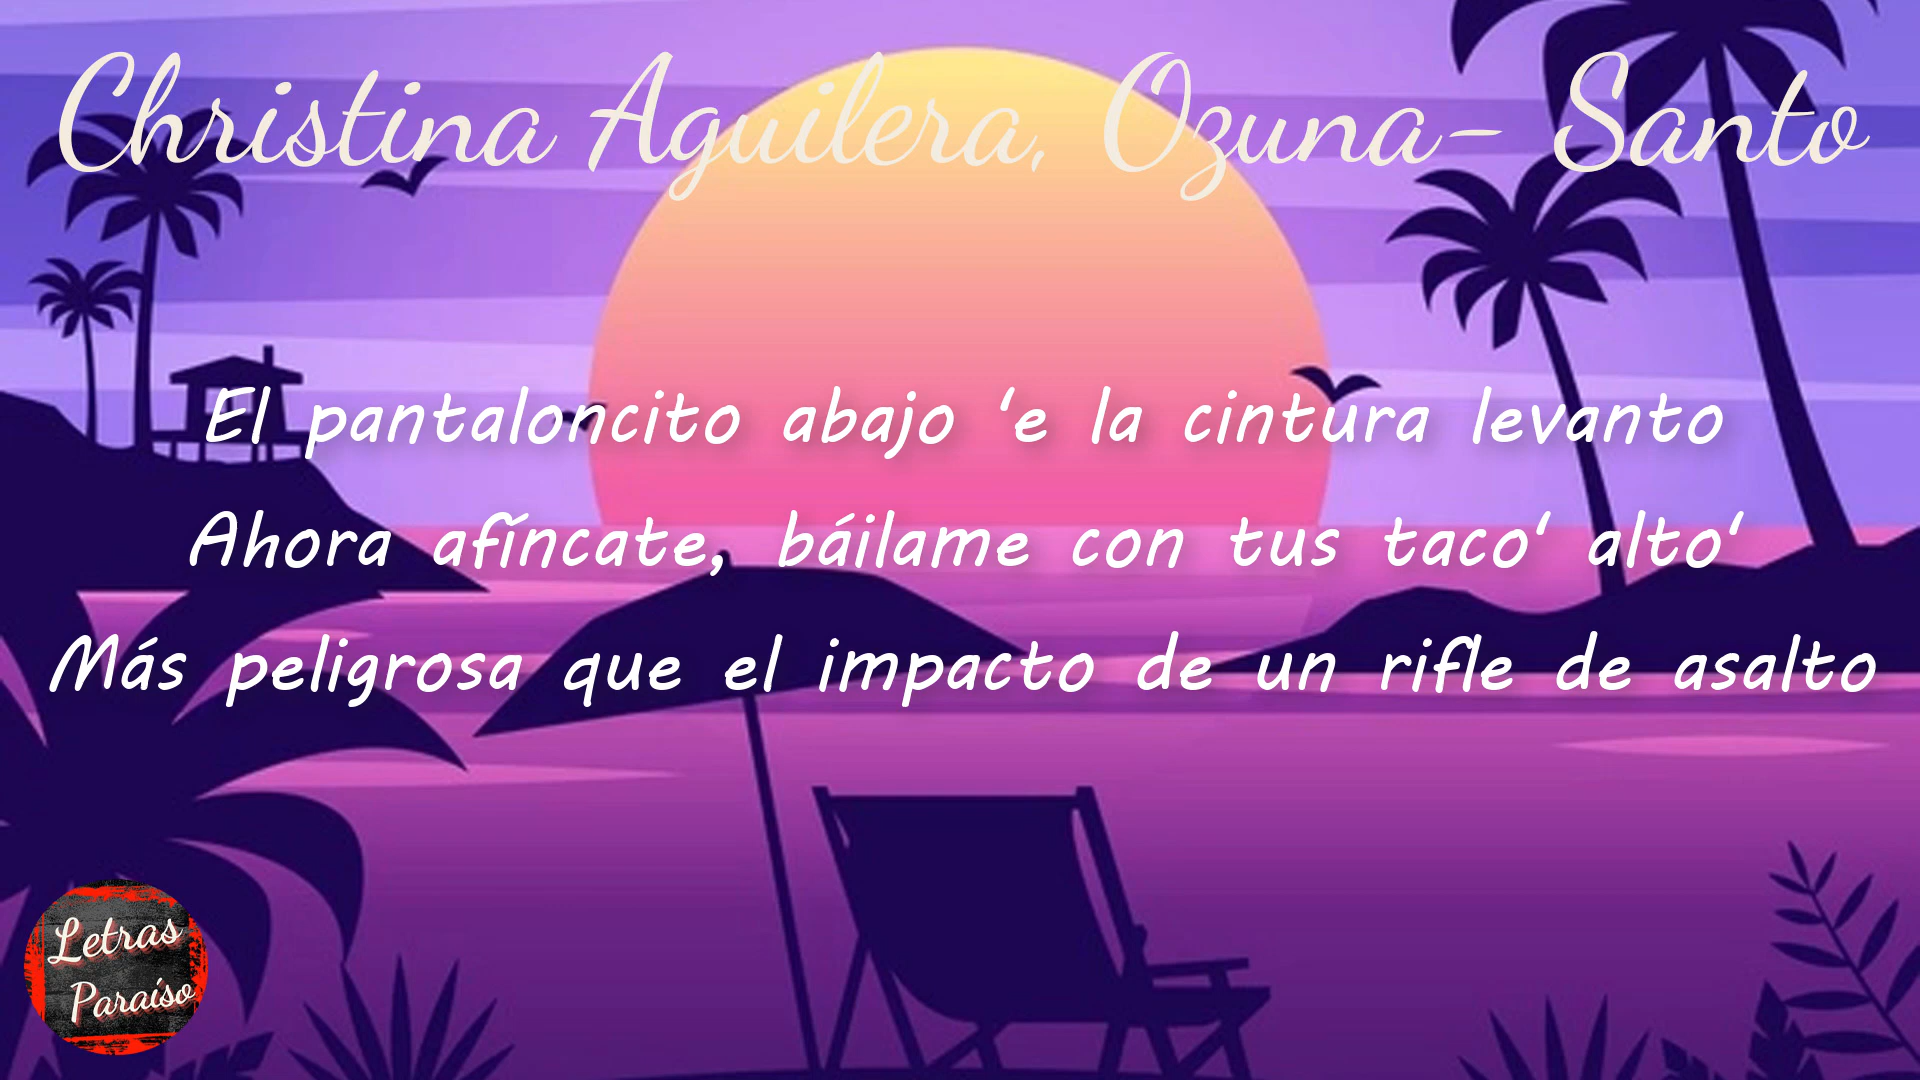 Christina Aguilera, Ozuna- Santo
El pantaloncito abajo ‘e la cintura levanto
Ahora afíncate, báilame con tus taco‘ alto‘
Más peligrosa que el impacto de un rifle de asalto
Letras
Paraíso